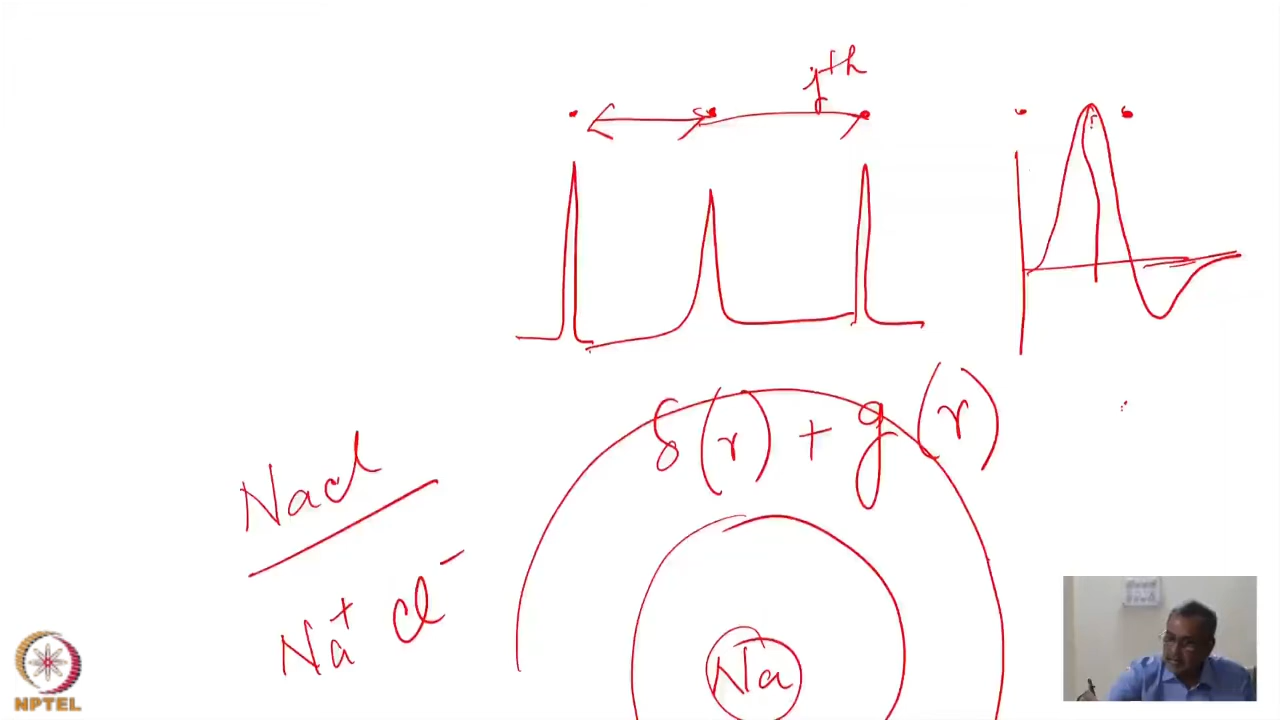 jth
r
δ(r) + g(r)
Nacl
Na+ Cl-
Na
NPTEL